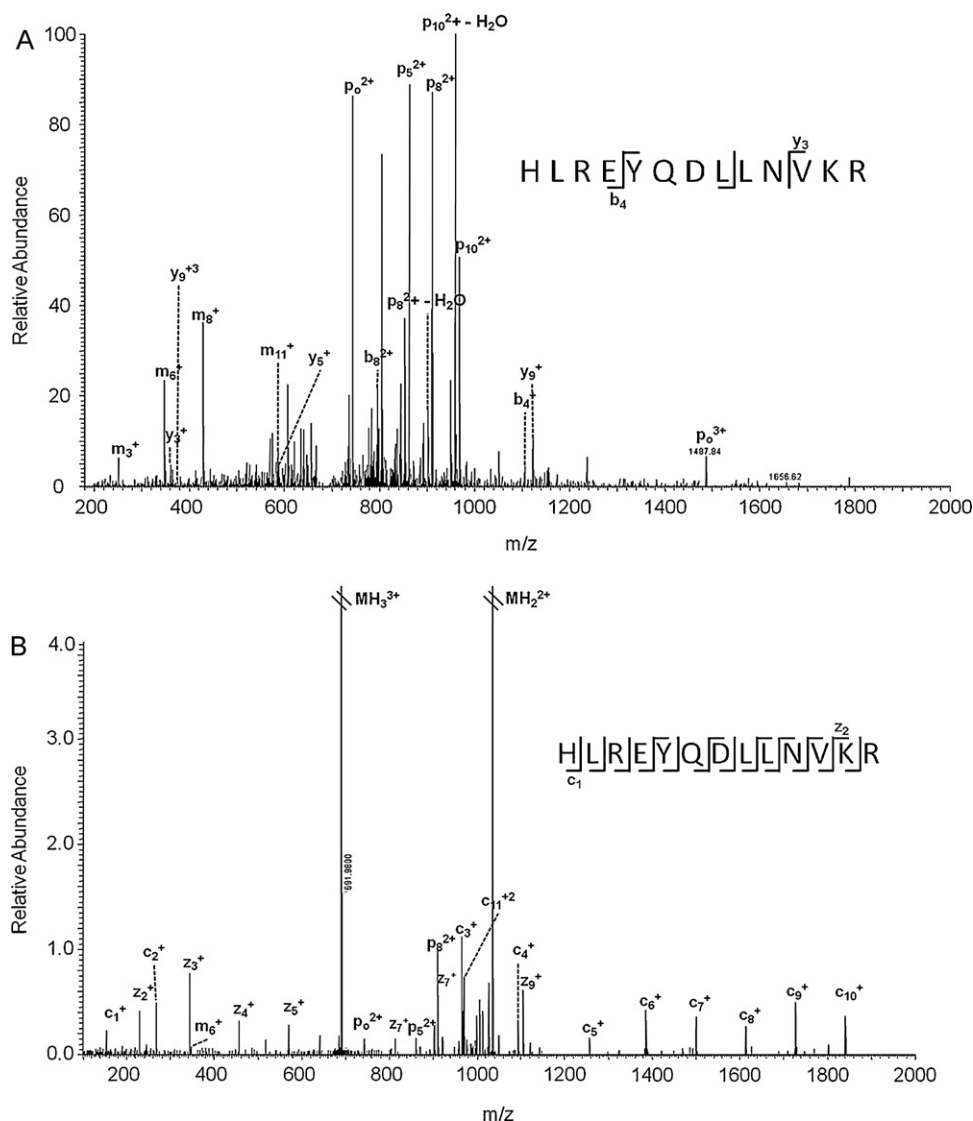 A
Relative Abundance
100
80
60
40
20
0
p₁₀²⁺ - H₂O
pₒ²⁺
p₅²⁺
p₈²⁺
H L R E Y Q D L L N V K R
y₃
b₄
p₁₀²⁺
y₉⁺³
p₈²⁺ - H₂O
m₈⁺
m₁₁⁺
y₅⁺
b₈²⁺
m₆⁺
y₃⁺
y₉⁺
b₄⁺
m₃⁺
pₒ³⁺
1487.84
1656.62
200 400 600 800 1000 1200 1400 1600 1800 2000
m/z
B
Relative Abundance
4.0
3.0
2.0
1.0
0.0
MH₃³⁺
MH₂²⁺
HLREYQDLLNVKR
z₂
c₁
691.9800
c₁₁⁺²
c₂⁺
z₃⁺
p₈²⁺
c₃⁺
c₄⁺
z₂⁺
z₇⁺
z₉⁺
c₁⁺
m₆⁺
z₄⁺
z₅⁺
pₒ²⁺
z₇⁺
p₅²⁺
c₅⁺
c₆⁺
c₇⁺
c₈⁺
c₉⁺
c₁₀⁺
200 400 600 800 1000 1200 1400 1600 1800 2000
m/z